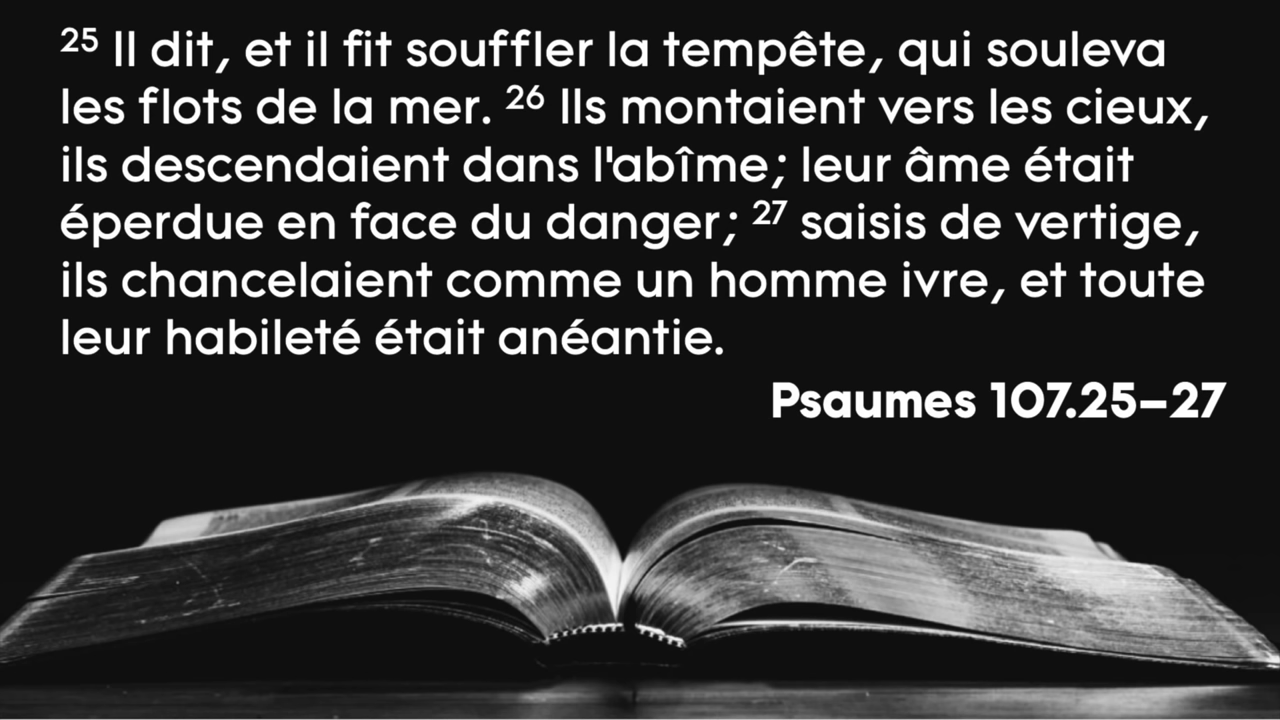 ²⁵ Il dit, et il fit souffler la tempête, qui souleva
les flots de la mer. ²⁶ Ils montaient vers les cieux,
ils descendaient dans l'abîme; leur âme était
éperdue en face du danger; ²⁷ saisis de vertige,
ils chancelaient comme un homme ivre, et toute
leur habileté était anéantie.
Psaumes 107.25–27